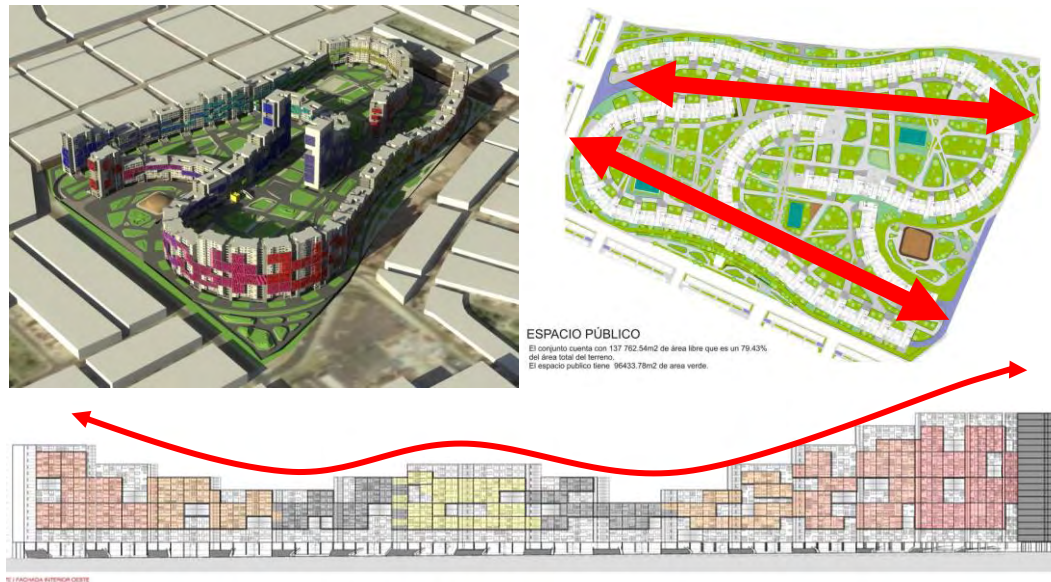 ESPACIO PÚBLICO
El conjunto cuenta con 137 762.54m2 de área libre que es un 79.43%
del área total del terreno.
El espacio publico tiene 96433.78m2 de area verde.
FACHADA INTERIOR OESTE